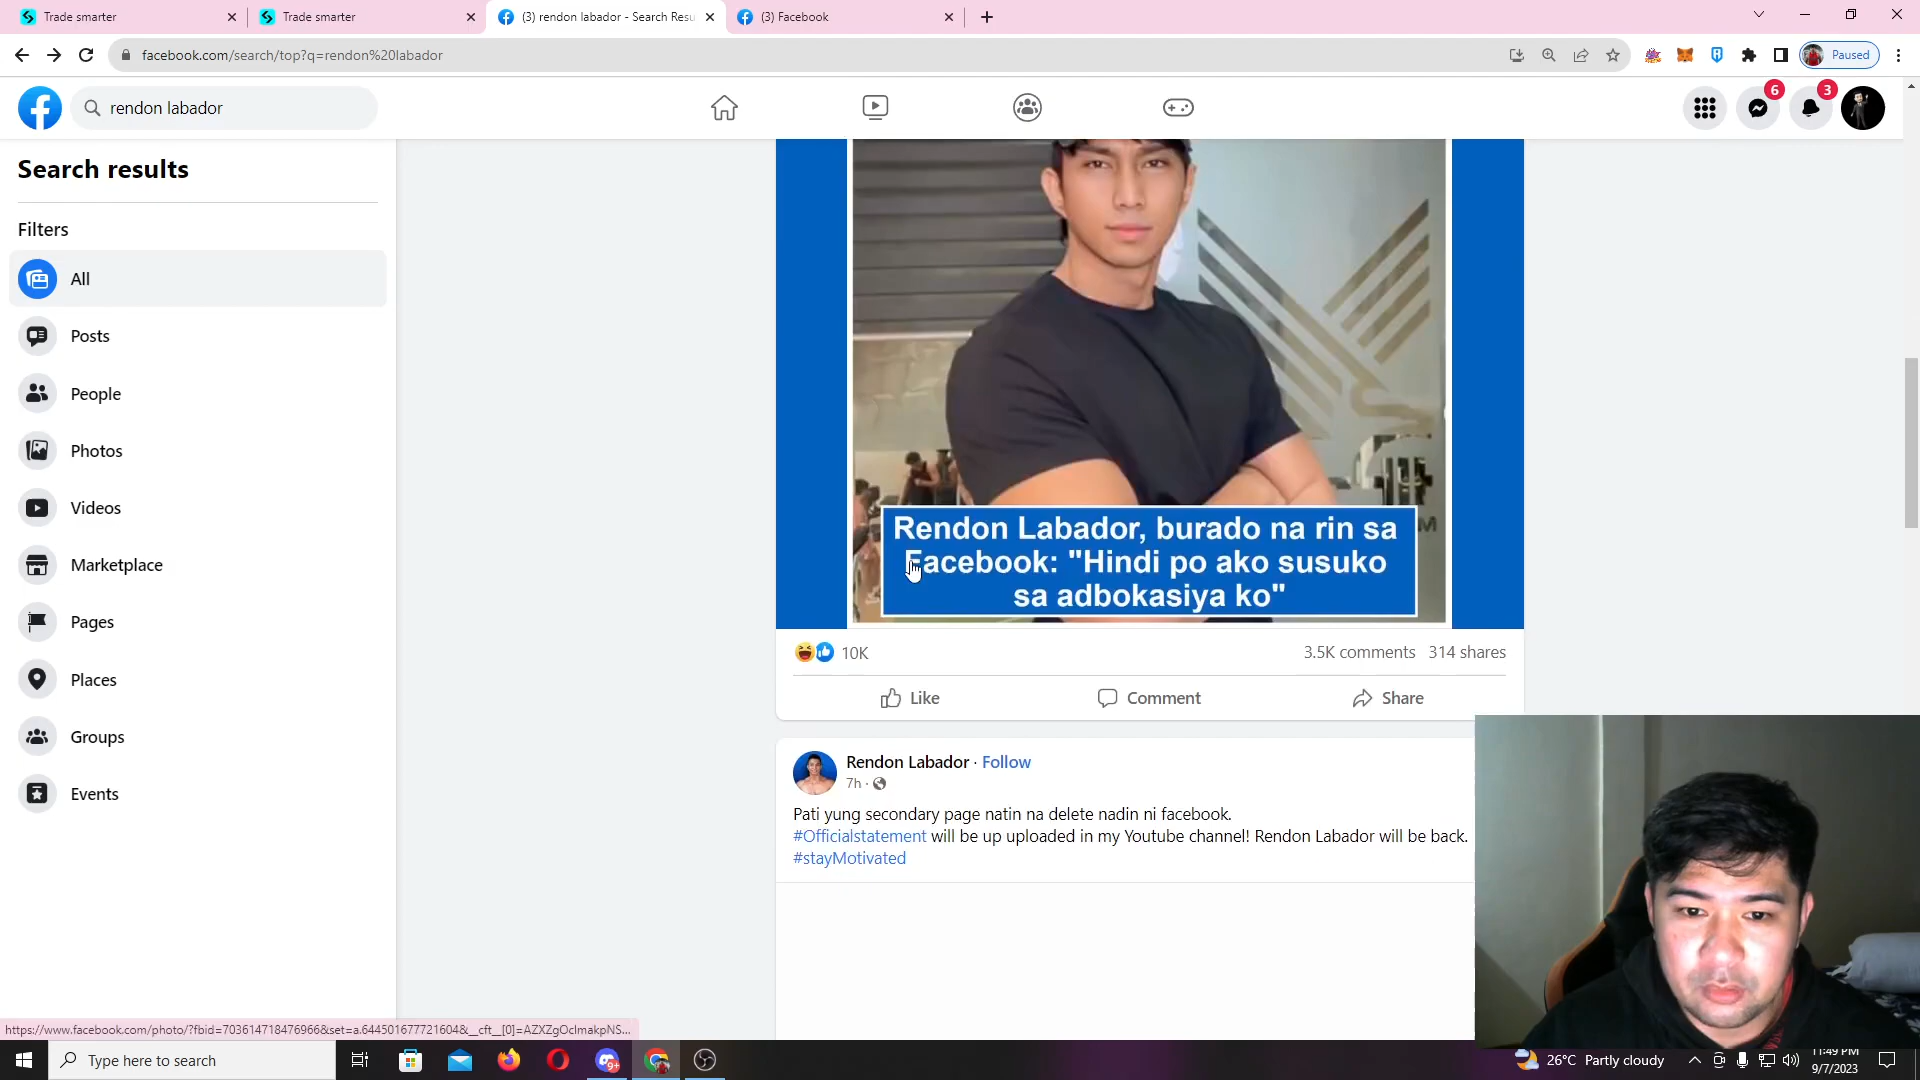 Trade smarter
Trade smarter
(3) rendon labador - Search Resu
(3) Facebook
facebook.com/search/top?q=rendon%20labador
Paused
rendon labador
6
3
Search results
Filters
All
Posts
People
Photos
Videos
Marketplace
Pages
Places
Groups
Events
Rendon Labador, burado na rin sa
Facebook: "Hindi po ako susuko
sa adbokasiya ko"
10K
3.5K comments 314 shares
Like
Comment
Share
Rendon Labador · Follow
7h ·
Pati yung secondary page natin na delete nadin ni facebook.
#Officialstatement will be up uploaded in my Youtube channel! Rendon Labador will be back.
#stayMotivated
Type here to search
26°C Partly cloudy
11:49 PM
9/7/2023